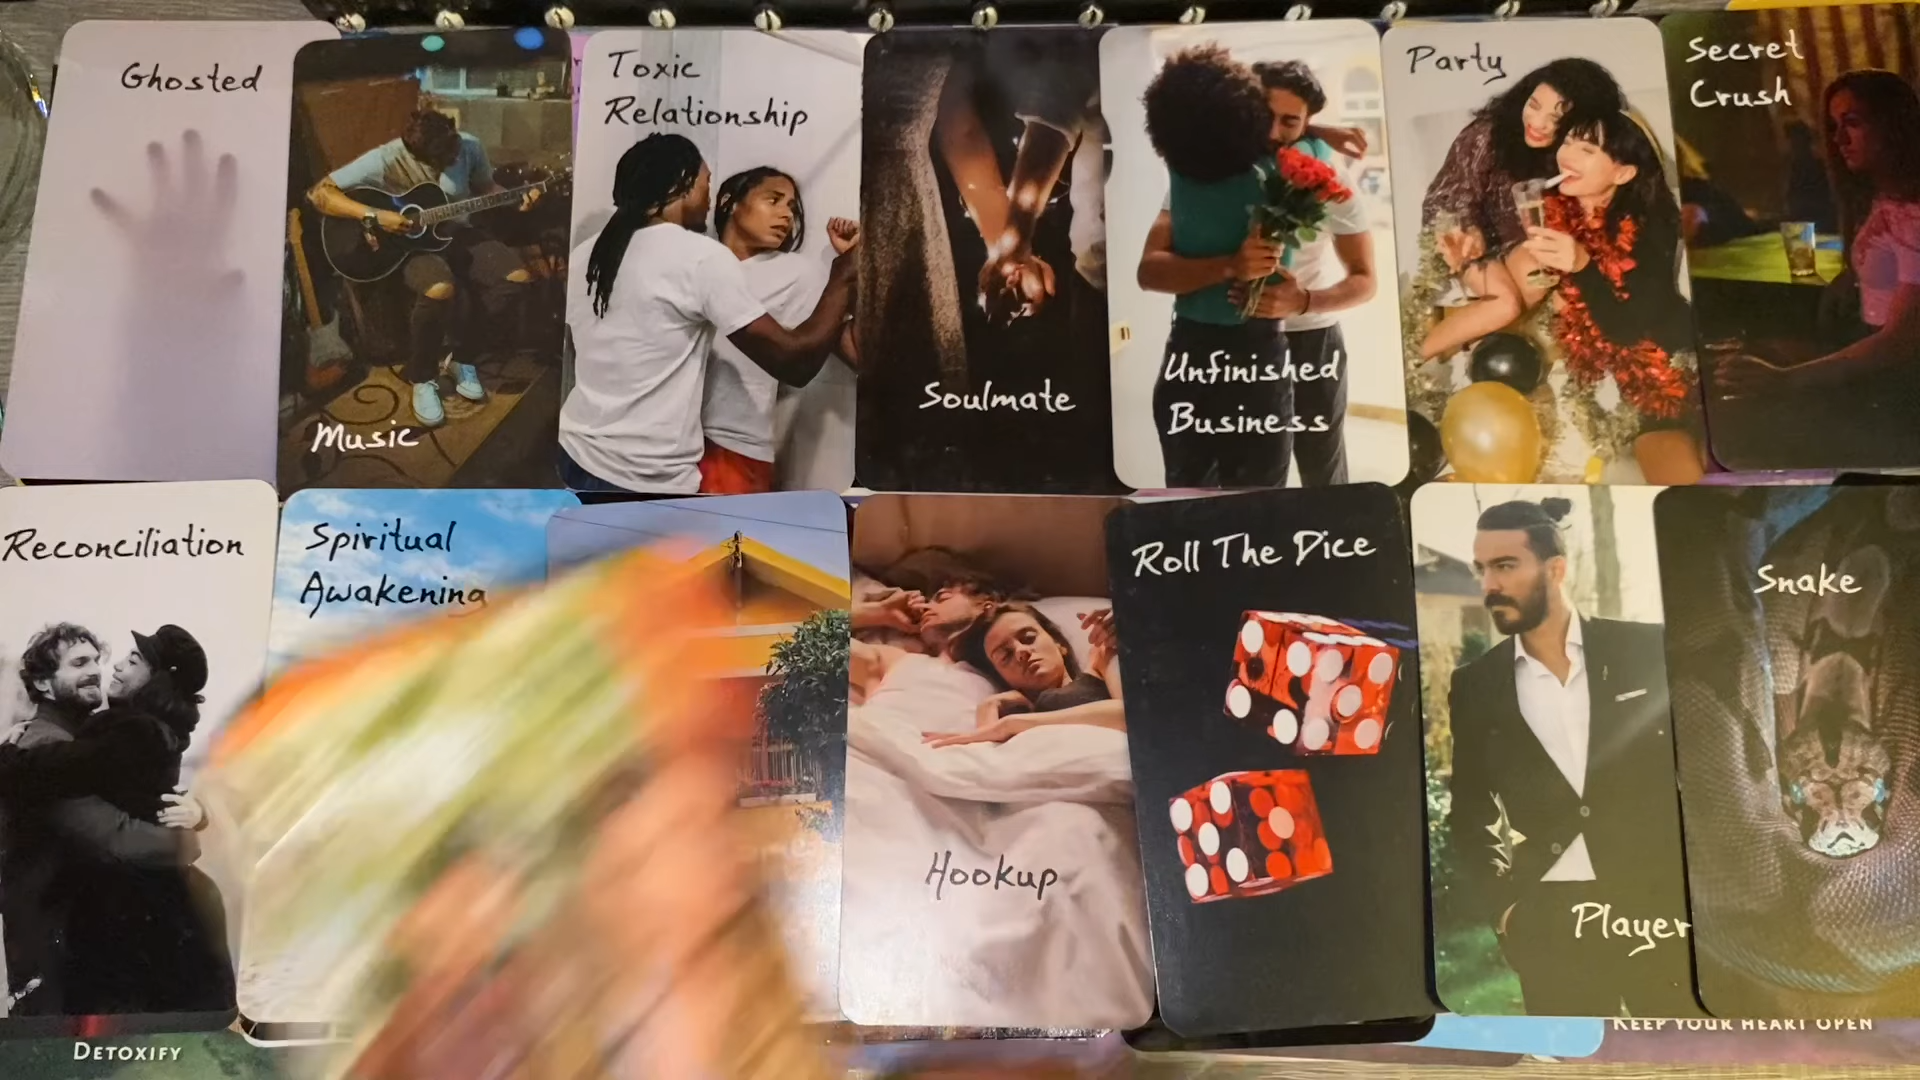 Ghosted
Music
Toxic
Relationship
Soulmate
Unfinished
Business
Party
Secret
Crush
Reconciliation
Spiritual
Awakening
Hookup
Roll The Dice
Player
Snake
DETOXIFY
KEEP YOUR HEART OPEN